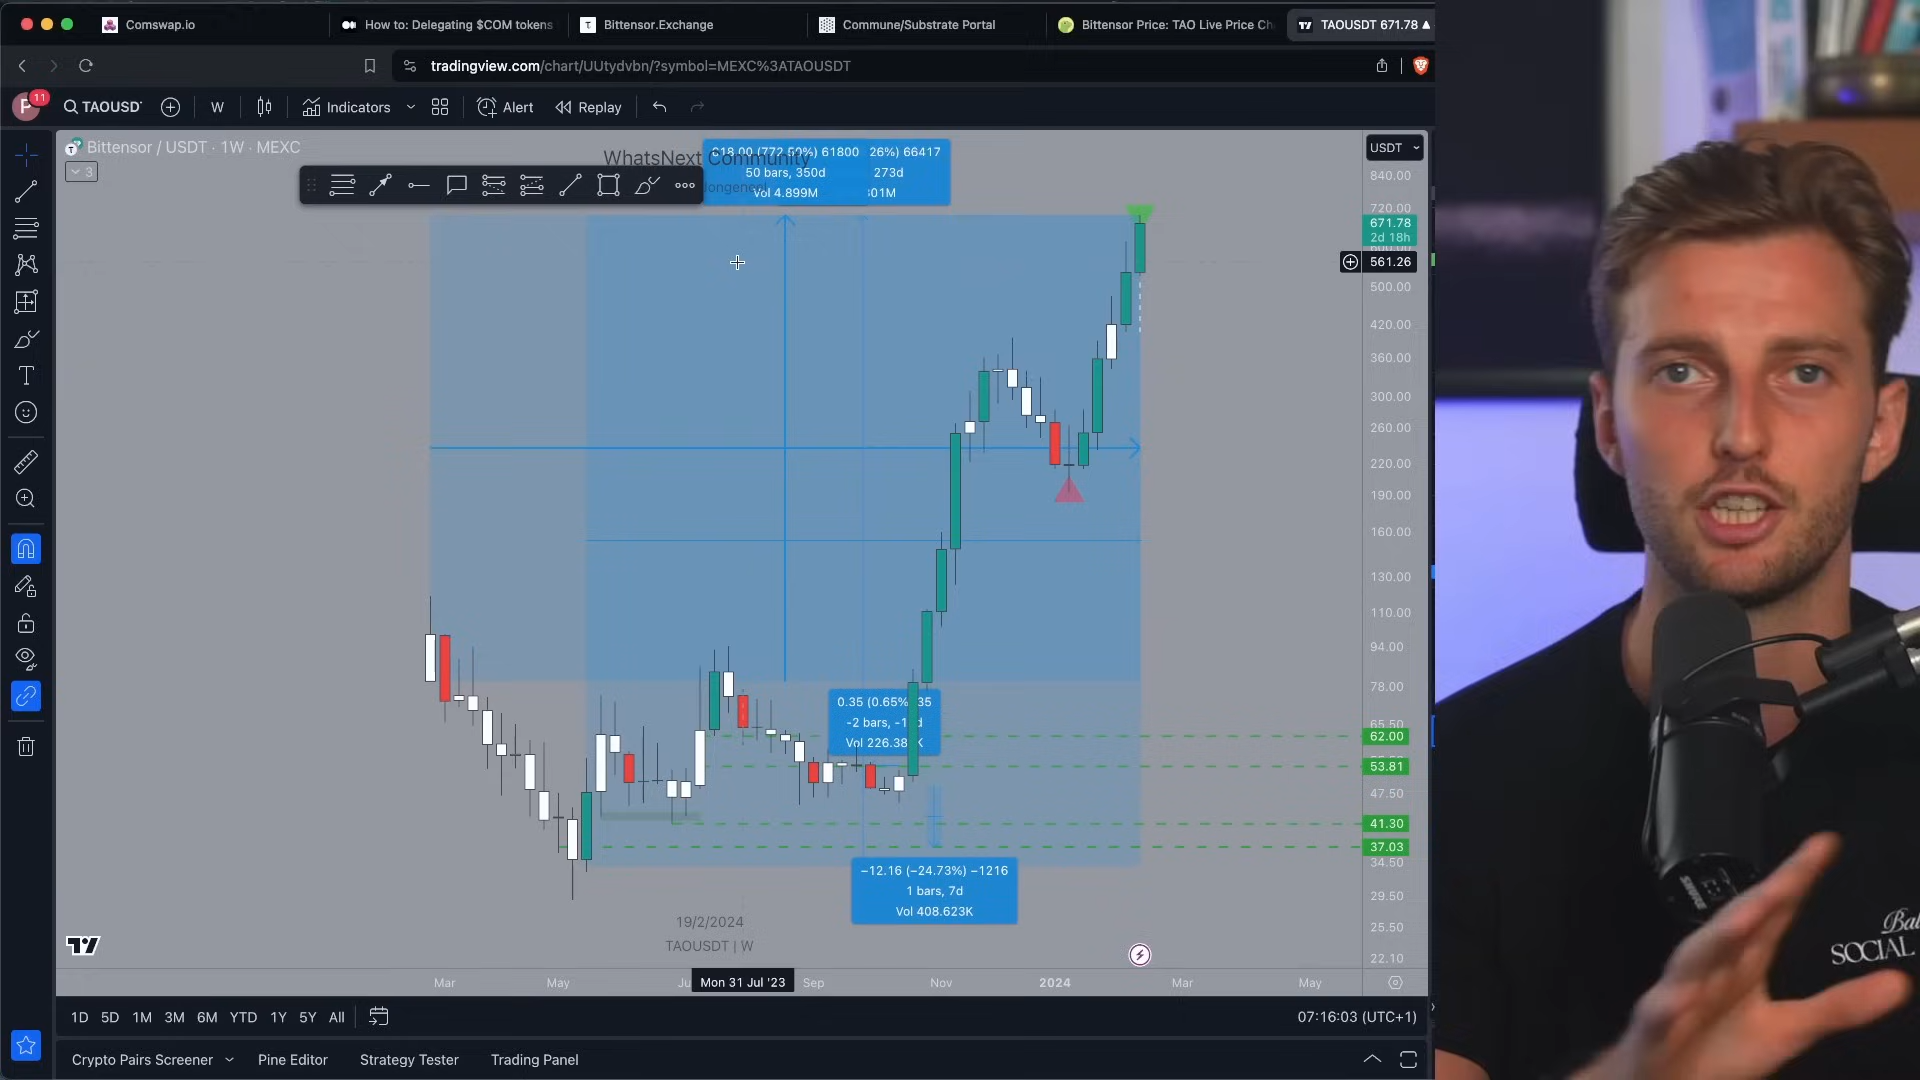 Comswap.io
How to: Delegating $COM tokens
Bittensor.Exchange
Commune/Substrate Portal
Bittensor Price: TAO Live Price Ch
TAOUSDT 671.78 ▲
tradingview.com/chart/UUtydvbn/?symbol=MEXC%3ATAOUSDT
P
11
TAOUSD
W
Indicators
Alert
Replay
Bittensor / USDT · 1W · MEXC
3
WhatsNext Community
26%) 66417
50 bars, 350d
273d
Vol 4.899M
USDT
840.00
720.00
671.78
2d 18h
561.26
500.00
420.00
360.00
300.00
260.00
220.00
190.00
160.00
130.00
110.00
94.00
78.00
65.50
62.00
53.81
47.50
41.30
37.03
34.50
29.50
25.50
22.10
0.35 (0.65%
35
-2 bars,
Vol 226.38
K
−12.16 (−24.73%) −1216
1 bars, 7d
Vol 408.623K
19/2/2024
TAOUSDT | W
Mar
May
Mon 31 Jul '23
Sep
Nov
2024
Mar
May
1D 5D 1M 3M 6M YTD 1Y 5Y All
07:16:03 (UTC+1)
Crypto Pairs Screener
Pine Editor
Strategy Tester
Trading Panel
SHURE
SOCIAL